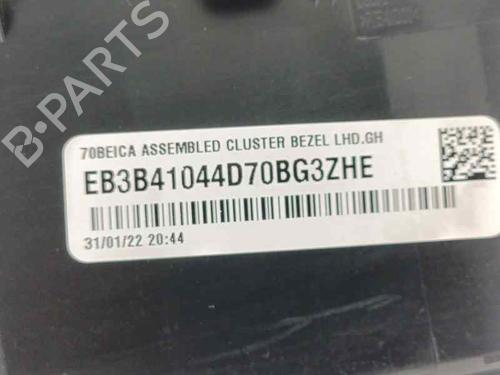 B-PARTS
70BEICA ASSEMBLED CLUSTER BEZEL LHD.GH
EB3B41044D70BG3ZHE
31/01/22 20:44